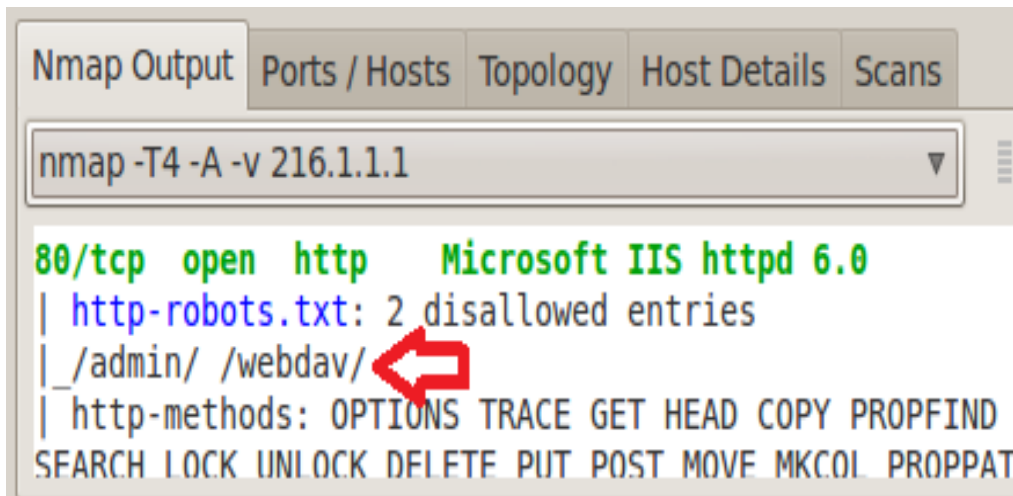 Nmap Output Ports / Hosts Topology Host Details Scans
nmap -T4 -A -v 216.1.1.1
80/tcp open http Microsoft IIS httpd 6.0
| http-robots.txt: 2 disallowed entries
|_/admin/ /webdav/
| http-methods: OPTIONS TRACE GET HEAD COPY PROPFIND
SEARCH LOCK UNLOCK DELETE PUT POST MOVE MKCOL PROPPAT